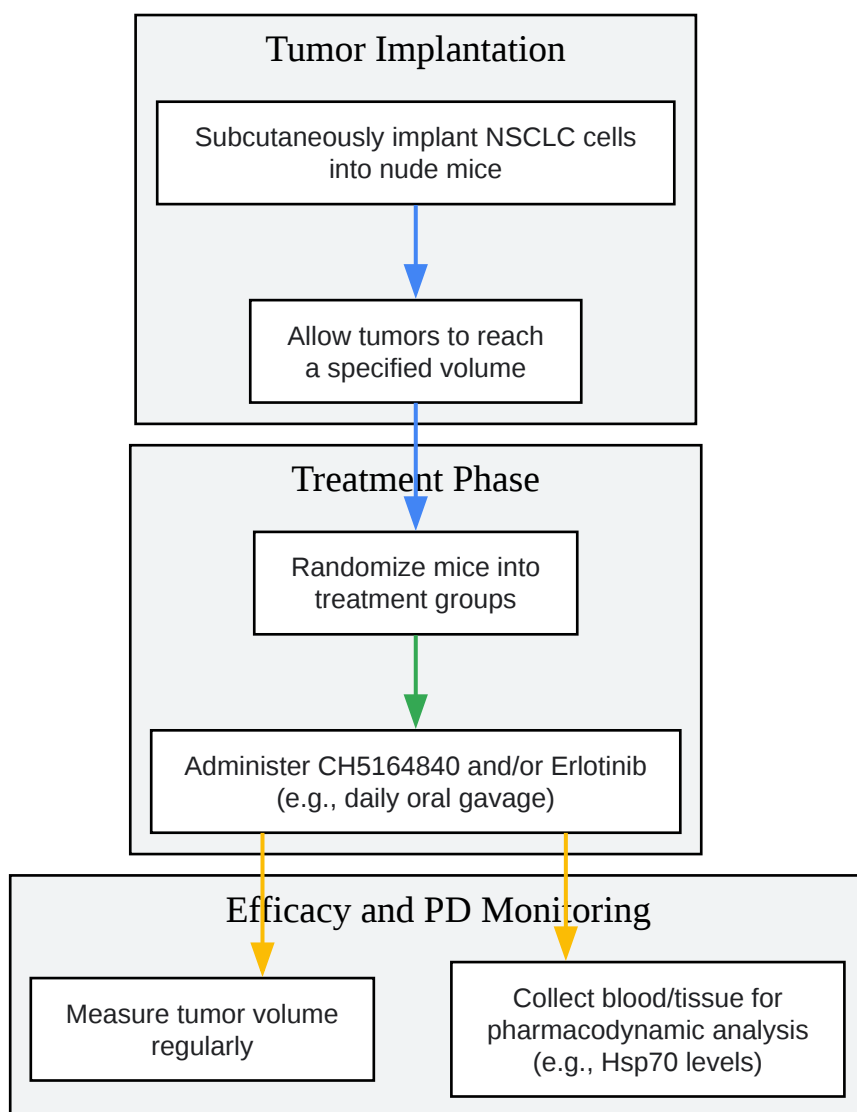 Tumor Implantation
Subcutaneously implant NSCLC cells
into nude mice
Allow tumors to reach
a specified volume
Treatment Phase
Randomize mice into
treatment groups
Administer CH5164840 and/or Erlotinib
(e.g., daily oral gavage)
Efficacy and PD Monitoring
Measure tumor volume
regularly
Collect blood/tissue for
pharmacodynamic analysis
(e.g., Hsp70 levels)